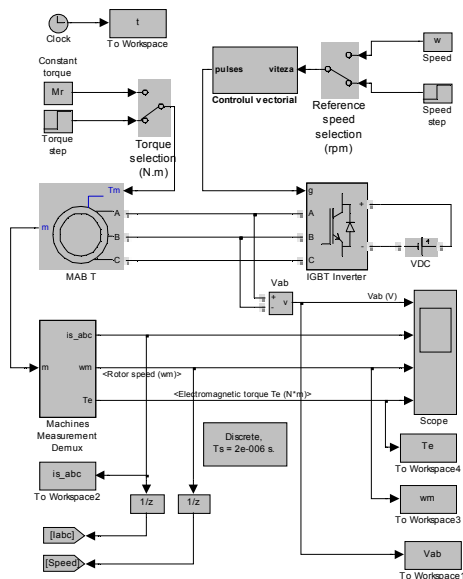 t
Clock
To Workspace
Constant
torque
Mr
Torque
step
Torque
selection
(N.m)
pulses
viteza
Controlul vectorial
Reference
speed
selection
(rpm)
w
Speed
Speed
step
Tm
m
A
B
C
MAB T
g
A
B
C
+
-
IGBT Inverter
VDC
Vab
+
-
v
Vab (V)
m
is_abc
wm
Te
<Rotor speed (wm)>
<Electromagnetic torque Te (N*m)>
Machines
Measurement
Demux
Scope
Discrete,
Ts = 2e-006 s.
Te
To Workspace4
is_abc
To Workspace2
1/z
1/z
wm
To Workspace3
[Iabc]
[Speed]
Vab
To Workspace1